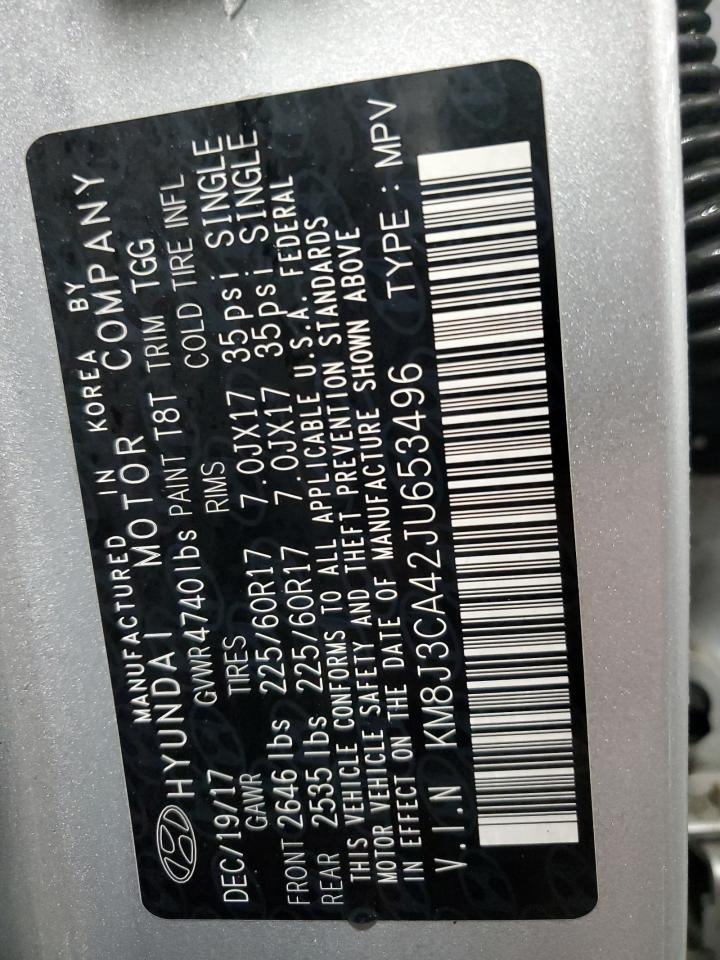 MANUFACTURED IN KOREA BY
HYUNDAI MOTOR COMPANY
DEC/19/17 GVWR 4740 lbs PAINT T8T TRIM TGG
GAWR TIRES RIMS COLD TIRE INFL
FRONT 2646 lbs 225/60R17 7.0JX17 35psi SINGLE
REAR 2535 lbs 225/60R17 7.0JX17 35psi SINGLE
THIS VEHICLE CONFORMS TO ALL APPLICABLE U.S.A. FEDERAL
MOTOR VEHICLE SAFETY AND THEFT PREVENTION STANDARDS
IN EFFECT ON THE DATE OF MANUFACTURE SHOWN ABOVE
V.I.N KM8J3CA42JU653496 TYPE : MPV